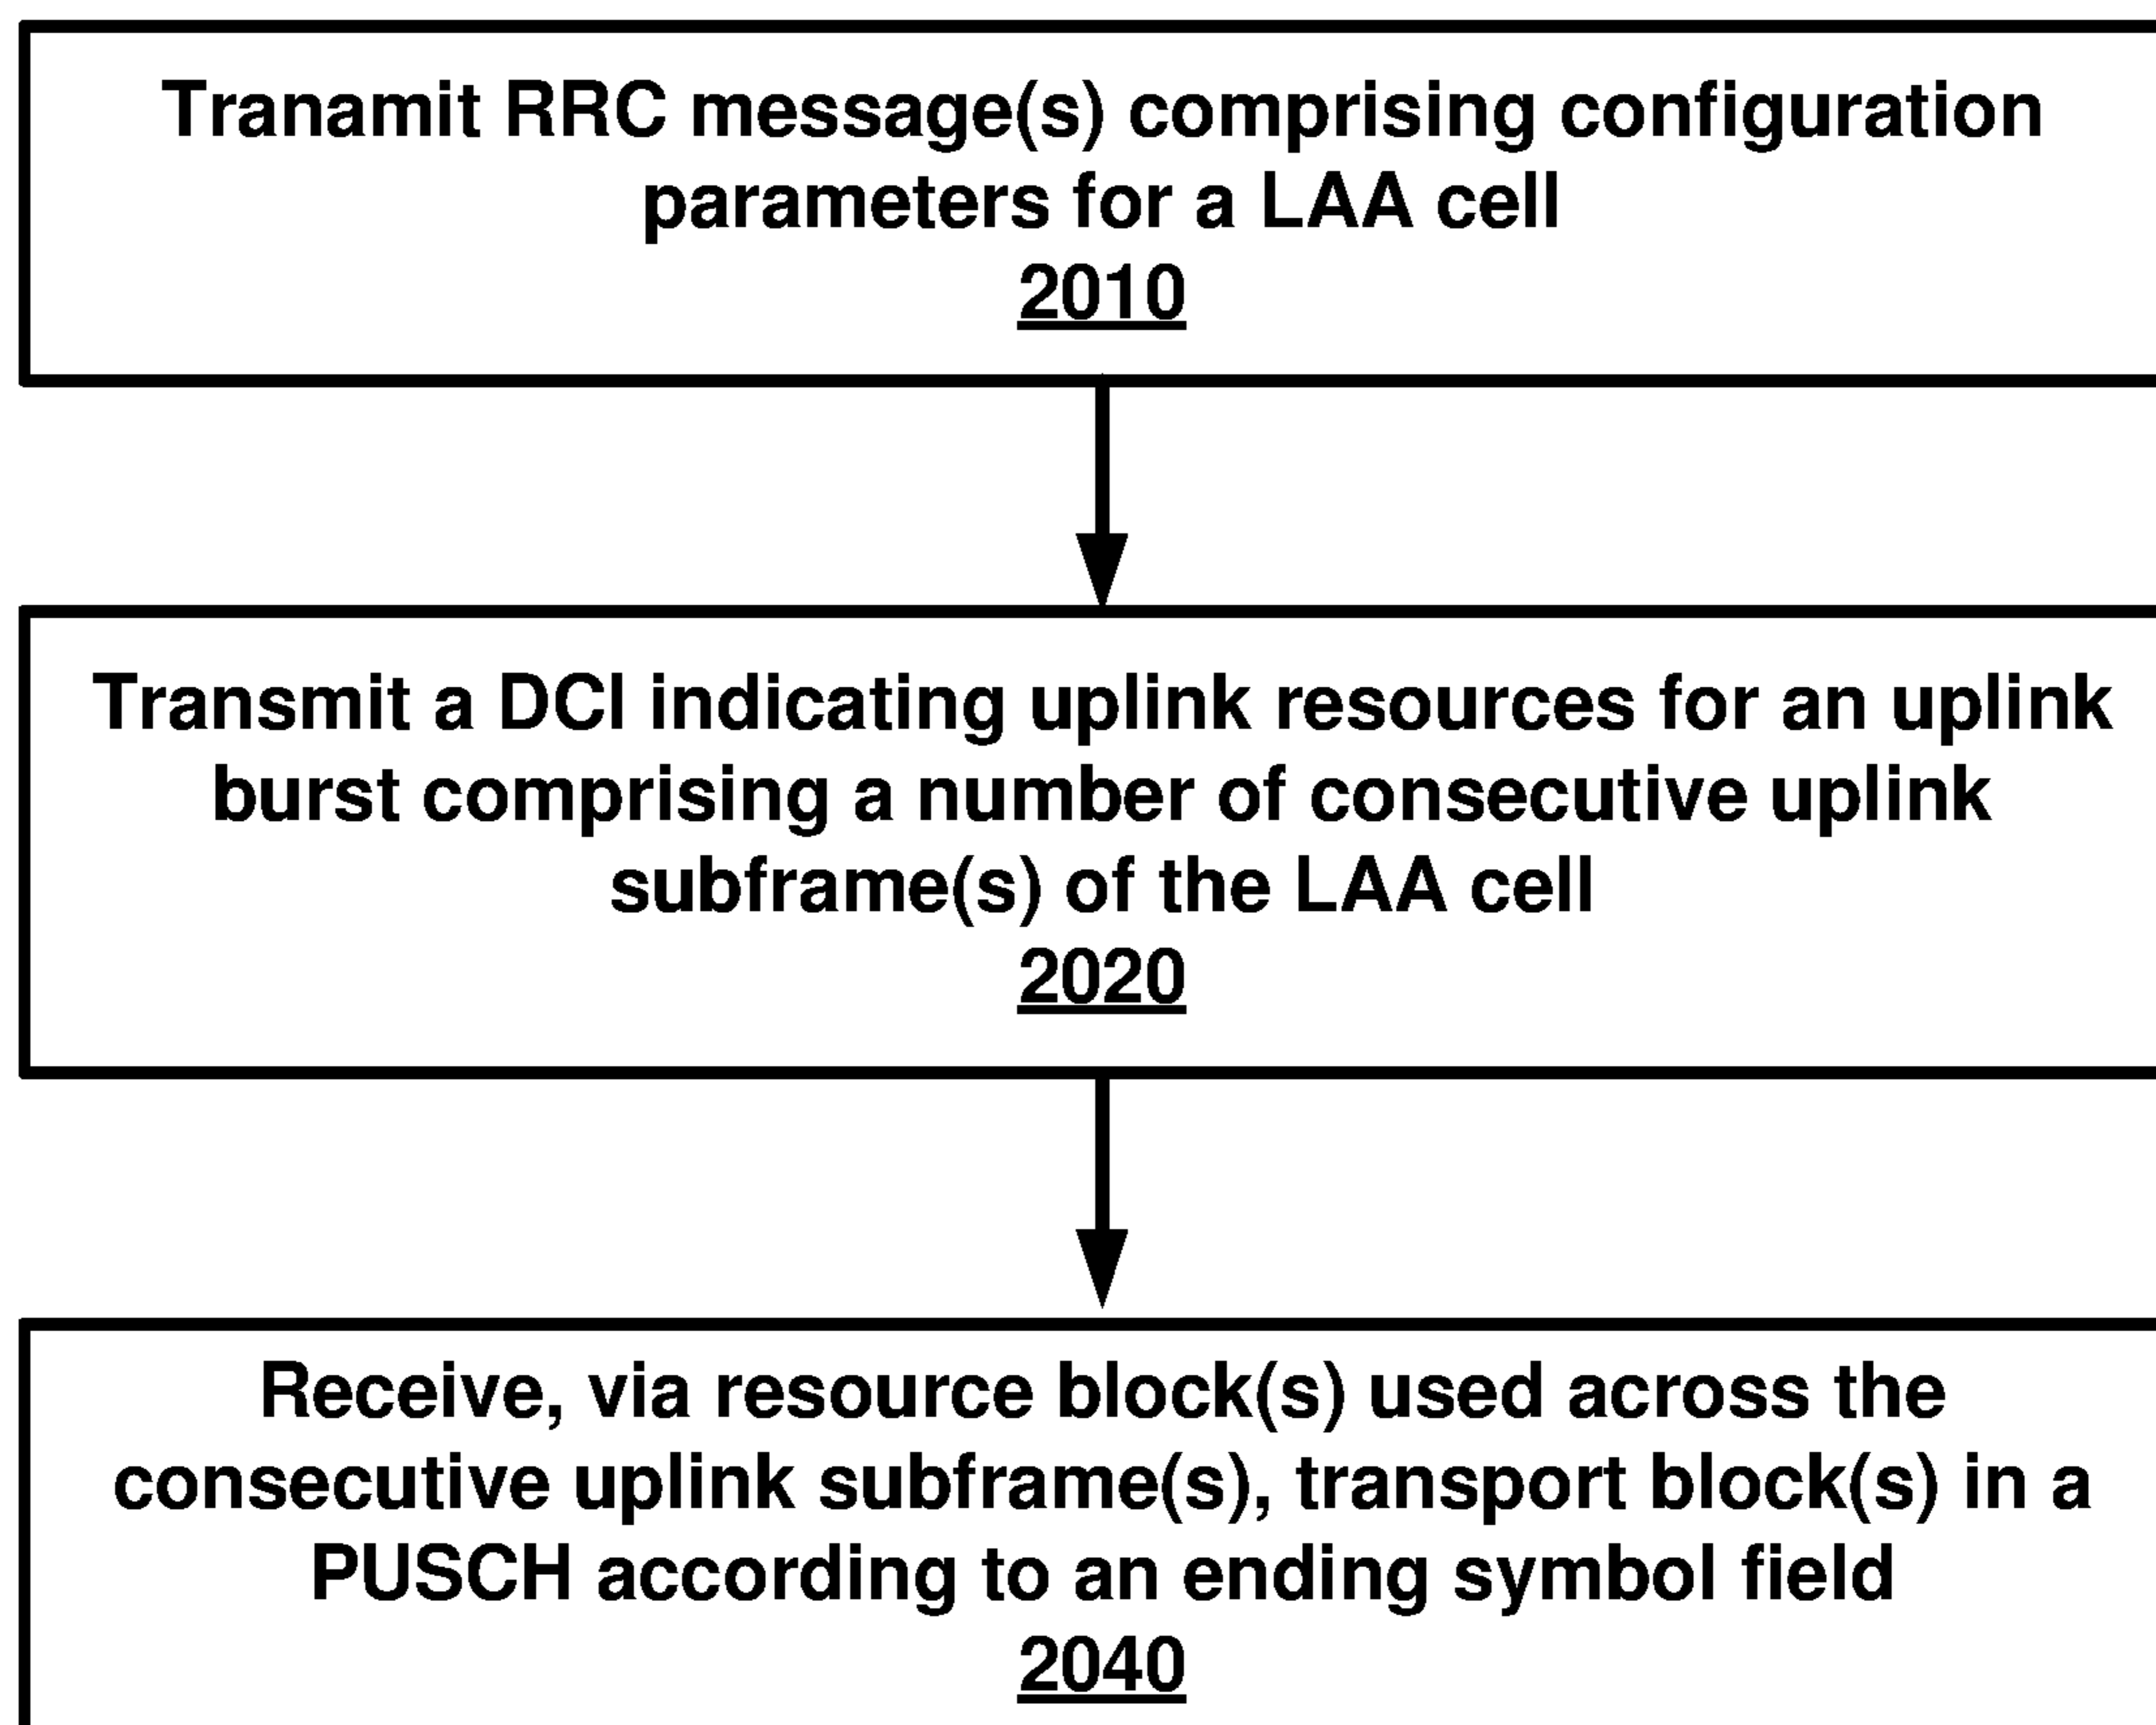 Tranamit RRC message(s) comprising configuration
parameters for a LAA cell
2010
Transmit a DCI indicating uplink resources for an uplink
burst comprising a number of consecutive uplink
subframe(s) of the LAA cell
2020
Receive, via resource block(s) used across the
consecutive uplink subframe(s), transport block(s) in a
PUSCH according to an ending symbol field
2040